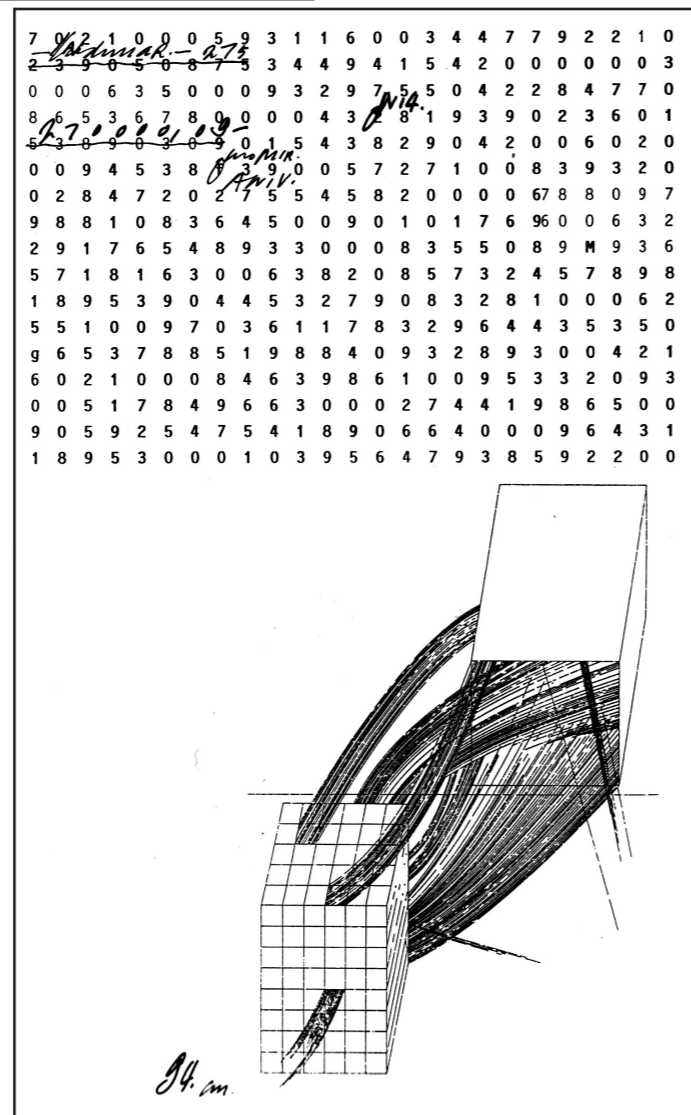 7 0 2 1 0 0 0 5 9 3 1 1 6 0 0 3 4 4 7 7 9 2 2 1 0
275
2 3 9 0 5 0 8 7 5 3 4 4 9 4 1 5 4 2 0 0 0 0 0 0 3
0 0 0 6 3 5 0 0 0 9 3 2 9 7 5 5 0 4 2 2 8 4 7 7 0
8 6 5 3 6 7 8 0 0 0 0 4 3 2 8 1 9 3 9 0 2 3 6 0 1
5 3 8 9 0 3 0 9 0 1 5 4 3 8 2 9 0 4 2 0 0 6 0 2 0
0 0 9 4 5 3 8 0 3 9 0 0 5 7 2 7 1 0 0 8 3 9 3 2 0
0 2 8 4 7 2 0 2 7 5 5 4 5 8 2 0 0 0 0 67 8 8 0 9 7
9 8 8 1 0 8 3 6 4 5 0 0 9 0 1 0 1 7 6 96 0 0 6 3 2
2 9 1 7 6 5 4 8 9 3 3 0 0 0 8 3 5 5 0 8 9 M 9 3 6
5 7 1 8 1 6 3 0 0 6 3 8 2 0 8 5 7 3 2 4 5 7 8 9 8
1 8 9 5 3 9 0 4 4 5 3 2 7 9 0 8 3 2 8 1 0 0 0 6 2
5 5 1 0 0 9 7 0 3 6 1 1 7 8 3 2 9 6 4 4 3 5 3 5 0
g 6 5 3 7 8 8 5 1 9 8 8 4 0 9 3 2 8 9 3 0 0 4 2 1
6 0 2 1 0 0 0 8 4 6 3 9 8 6 1 0 0 9 5 3 3 2 0 9 3
0 0 5 1 7 8 4 9 6 6 3 0 0 0 2 7 4 4 1 9 8 6 5 0 0
9 0 5 9 2 5 4 7 5 4 1 8 9 0 6 6 4 0 0 0 9 6 4 3 1
1 8 9 5 3 0 0 0 1 0 3 9 5 6 4 7 9 3 8 5 9 2 2 0 0
94. cm.